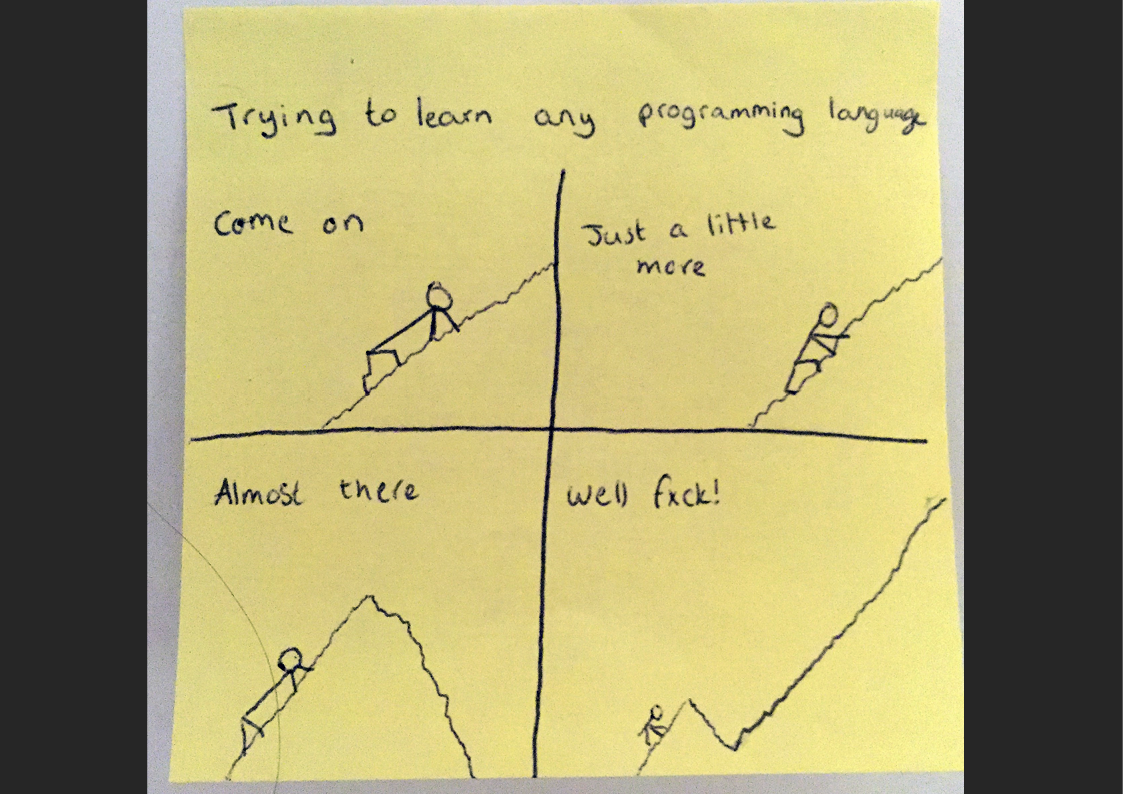 Trying to learn any programming language
Come on
Just a little
more
Almost there
Well fxck!